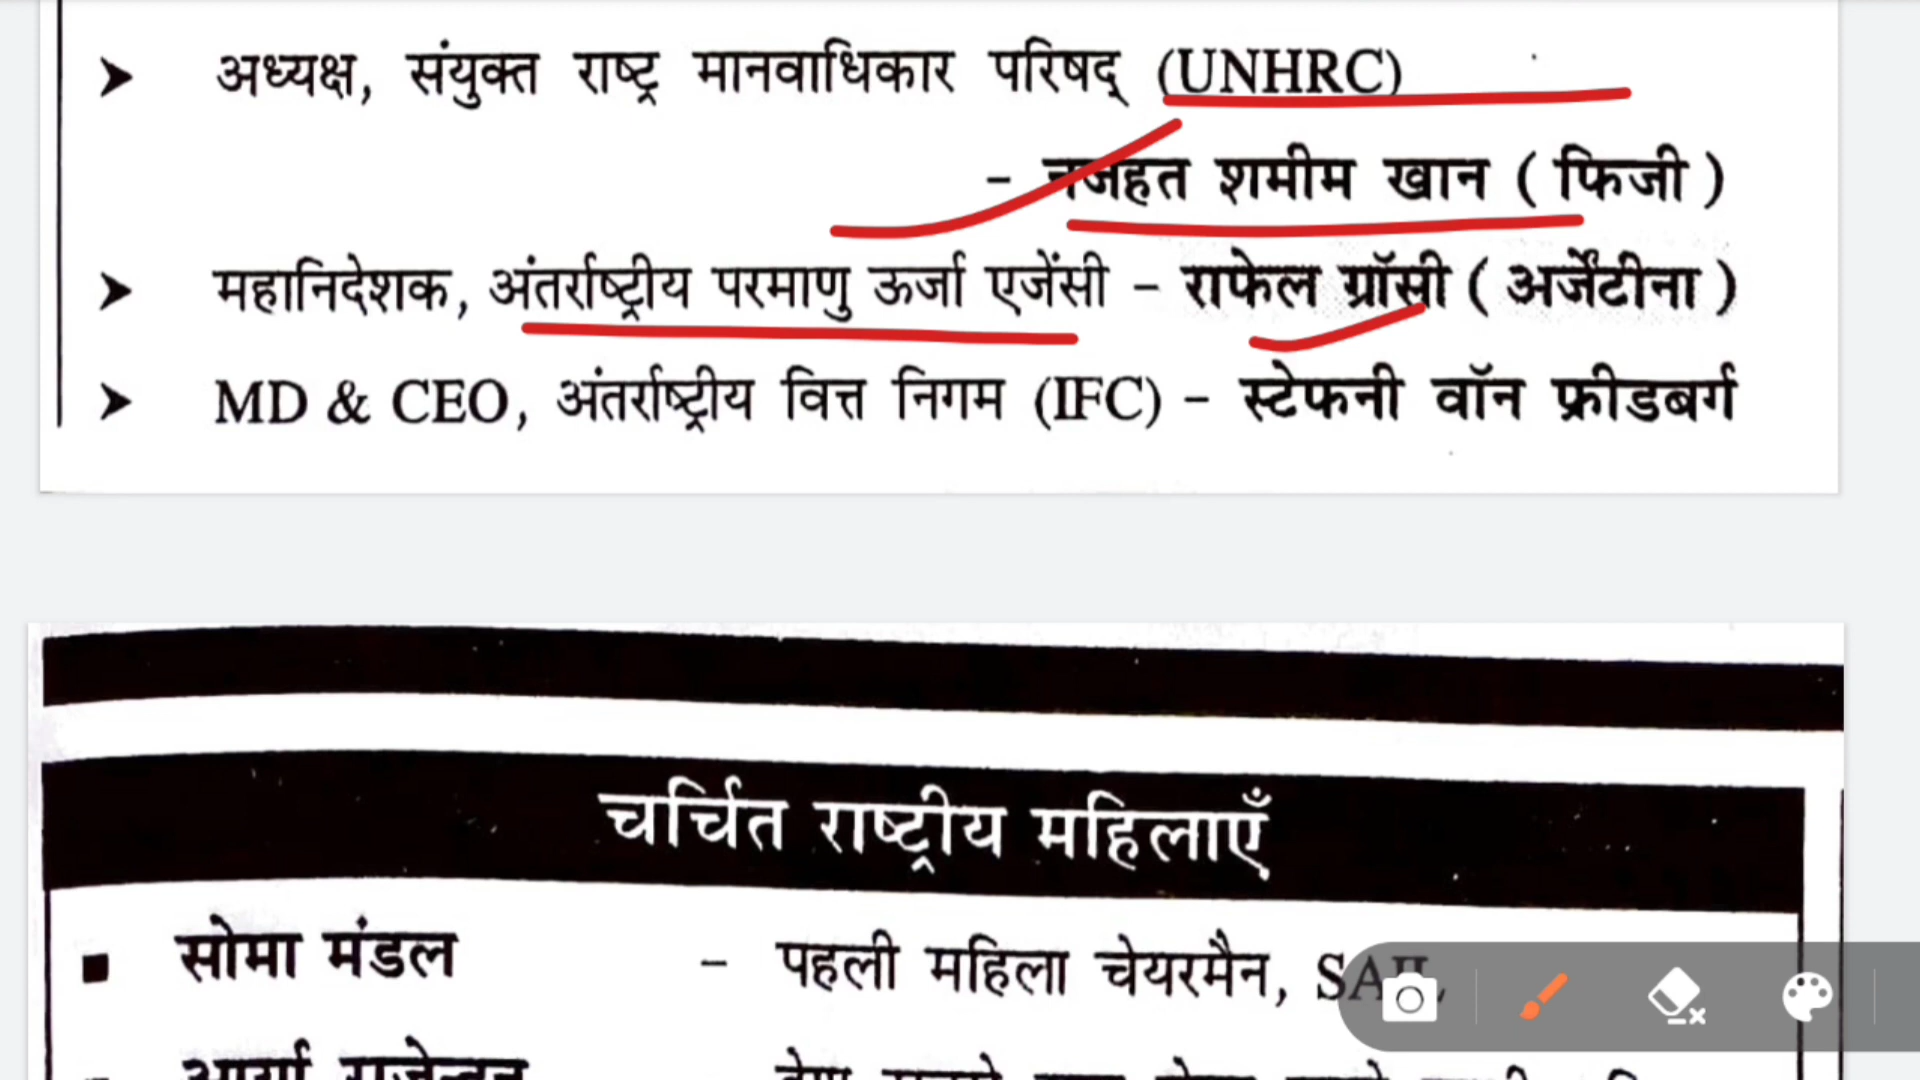 ➤ अध्यक्ष, संयुक्त राष्ट्र मानवाधिकार परिषद् (UNHRC)
- नजहत शमीम खान ( फिजी )
➤ महानिदेशक, अंतर्राष्ट्रीय परमाणु ऊर्जा एजेंसी - राफेल ग्रॉसी ( अर्जेंटीना )
➤ MD & CEO, अंतर्राष्ट्रीय वित्त निगम (IFC) - स्टेफनी वॉन फ्रीडबर्ग
चर्चित राष्ट्रीय महिलाएँ
■ सोमा मंडल - पहली महिला चेयरमैन, SAIL